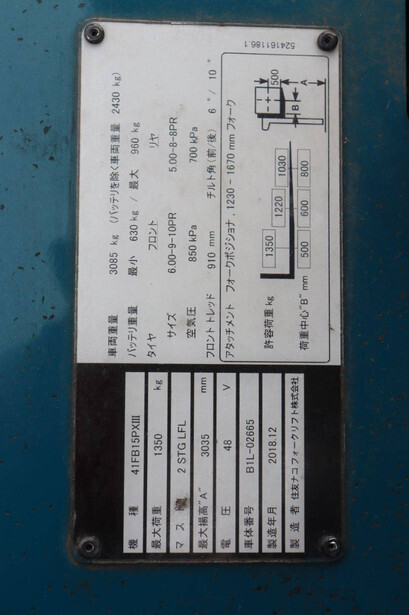 機種 41FB15PXⅢ
最大荷重 1350 kg
マスト 2 STG LFL
最大揚高"A" 3035 mm
電圧 48 V
車体番号 B1L-02665
製造年月 2018.12
製造者 住友ナコフォークリフト株式会社
車両重量 3085 kg (バッテリを除く車両重量 2430 kg)
バッテリ重量 最小 630 kg / 最大 960 kg
タイヤ フロント リヤ
サイズ 6.00-9-10PR 5.00-8-8PR
空気圧 850 kPa 700 kPa
フロントトレッド 910 mm チルト角(前/後) 6°/10°
アタッチメント フォークポジショナ, 1230-1670mmフォーク
許容荷重 kg 1350 1220 1030
荷重中心"B" mm 500 600 800
500 A
B
524161186.1